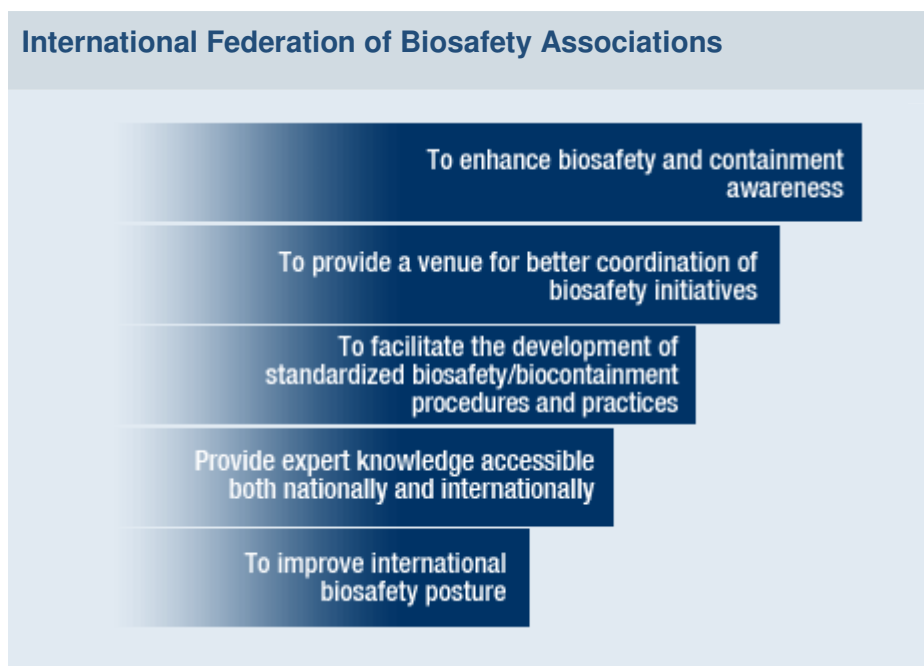 International Federation of Biosafety Associations
To enhance biosafety and containment
awareness
To provide a venue for better coordination of
biosafety initiatives
To facilitate the development of
standardized biosafety/biocontainment
procedures and practices
Provide expert knowledge accessible
both nationally and internationally
To improve international
biosafety posture